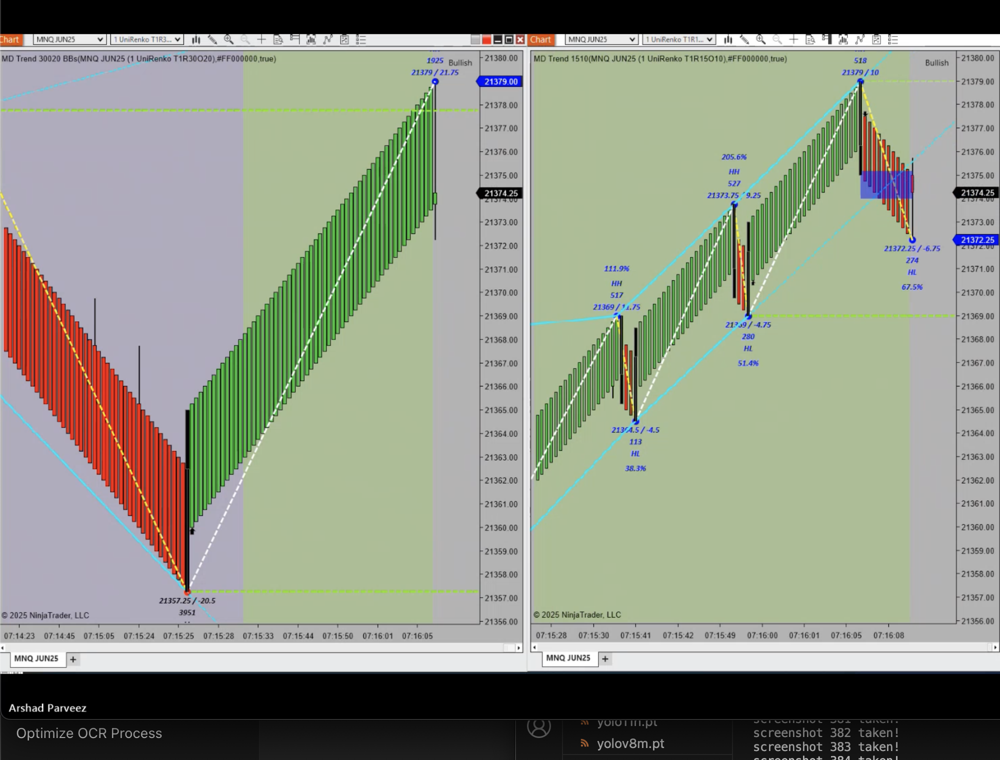 Chart
MNQ JUN25
1 UniRenko T1R3...
MD Trend 30020 BBs(MNQ JUN25 (1 UniRenko T1R30O20),#FF000000,true)
1925
Bullish
21379 / 21.75
21357.25 / -20.5
3951
© 2025 NinjaTrader, LLC
21380.00
21379.00
21378.00
21377.00
21376.00
21375.00
21374.25
21373.00
21372.00
21371.00
21370.00
21369.00
21368.00
21367.00
21366.00
21365.00
21364.00
21363.00
21362.00
21361.00
21360.00
21359.00
21358.00
21357.00
21356.00
07:14:23
07:14:45
07:15:05
07:15:24
07:15:25
07:15:28
07:15:33
07:15:44
07:15:50
07:16:01
07:16:05
MNQ JUN25
+
Chart
MNQ JUN25
1 UniRenko T1R1...
MD Trend 1510(MNQ JUN25 (1 UniRenko T1R15O10),#FF000000,true)
518
Bullish
21379 / 10
205.6%
HH
527
21373.75 / 9.25
111.9%
HH
517
21369 / 11.75
21372.25 / -6.75
274
HL
67.5%
21369 / -4.75
280
HL
51.4%
21364.5 / -4.5
113
HL
38.3%
© 2025 NinjaTrader, LLC
21380.00
21379.00
21378.00
21377.00
21376.00
21375.00
21374.25
21373.00
21372.25
21371.00
21370.00
21369.00
21368.00
21367.00
21366.00
21365.00
21364.00
21363.00
21362.00
21361.00
21360.00
21359.00
21358.00
21357.00
21356.00
07:15:28
07:15:30
07:15:41
07:15:42
07:15:49
07:16:00
07:16:01
07:16:05
07:16:08
MNQ JUN25
+
Arshad Parveez
Optimize OCR Process
yolo11n.pt
yolov8m.pt
screenshot 381 taken!
screenshot 382 taken!
screenshot 383 taken!
screenshot 384 taken!